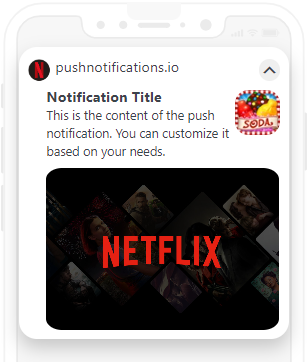 N
pushnotifications.io
Notification Title
This is the content of the push
notification. You can customize it
based on your needs.
SODA
NETFLIX